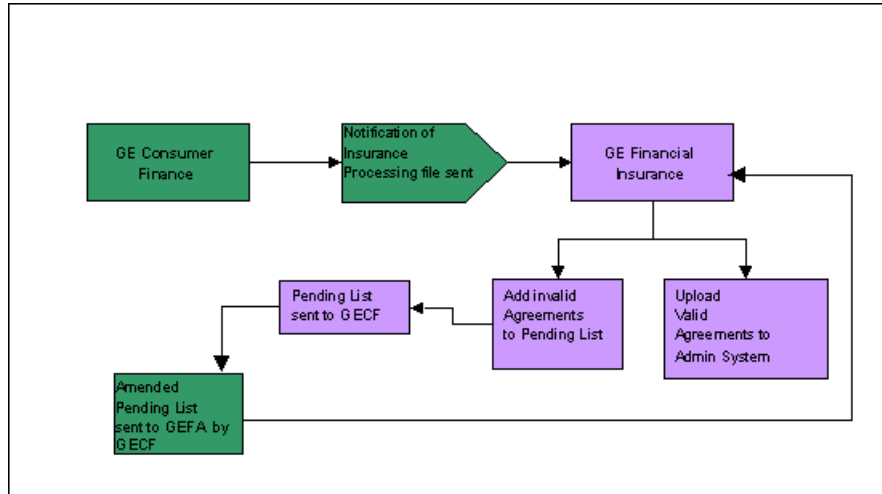 GE Consumer
Finance
Notification of
Insurance
Processing file sent
GE Financial
Insurance
Pending List
sent to GECF
Add invalid
Agreements
to Pending List
Upload
Valid
Agreements to
Admin System
Amended
Pending List
sent to GEFA by
GECF